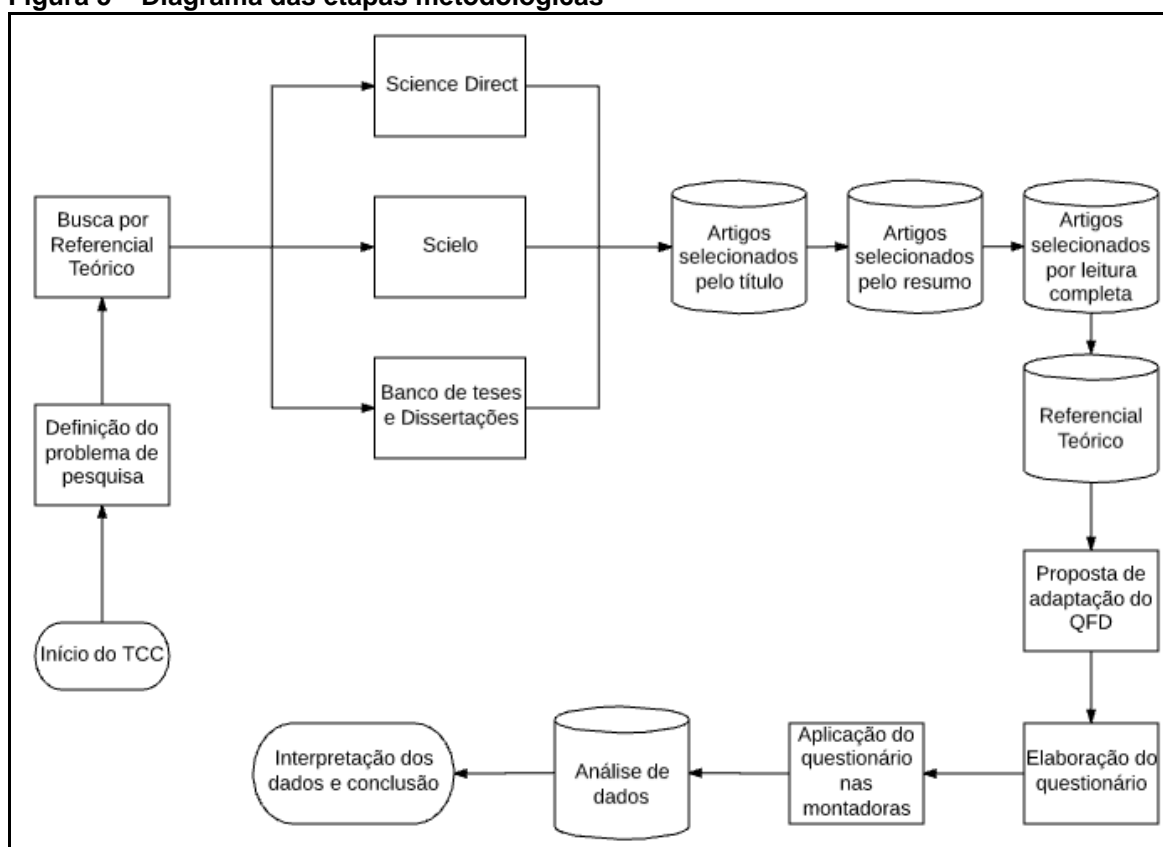 Figura 3 – Diagrama das etapas metodológicas
Science Direct
Busca por
Referencial
Teórico
Scielo
Artigos
selecionados
pelo título
Artigos
selecionados
pelo resumo
Artigos
selecionados
por leitura
completa
Banco de teses
e Dissertações
Definição do
problema de
pesquisa
Referencial
Teórico
Proposta de
adaptação do
QFD
Início do TCC
Interpretação dos
dados e conclusão
Análise de
dados
Aplicação do
questionário
nas
montadoras
Elaboração do
questionário